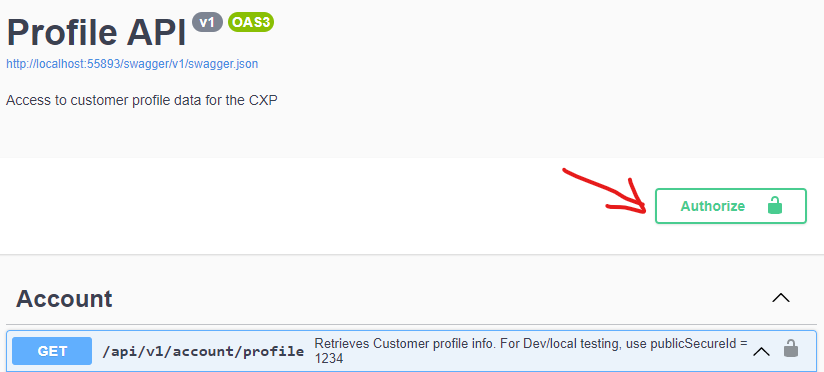 Profile API v1 OAS3
http://localhost:55893/swagger/v1/swagger.json
Access to customer profile data for the CXP
Authorize
Account
GET /api/v1/account/profile Retrieves Customer profile info. For Dev/local testing, use publicSecureId =
1234